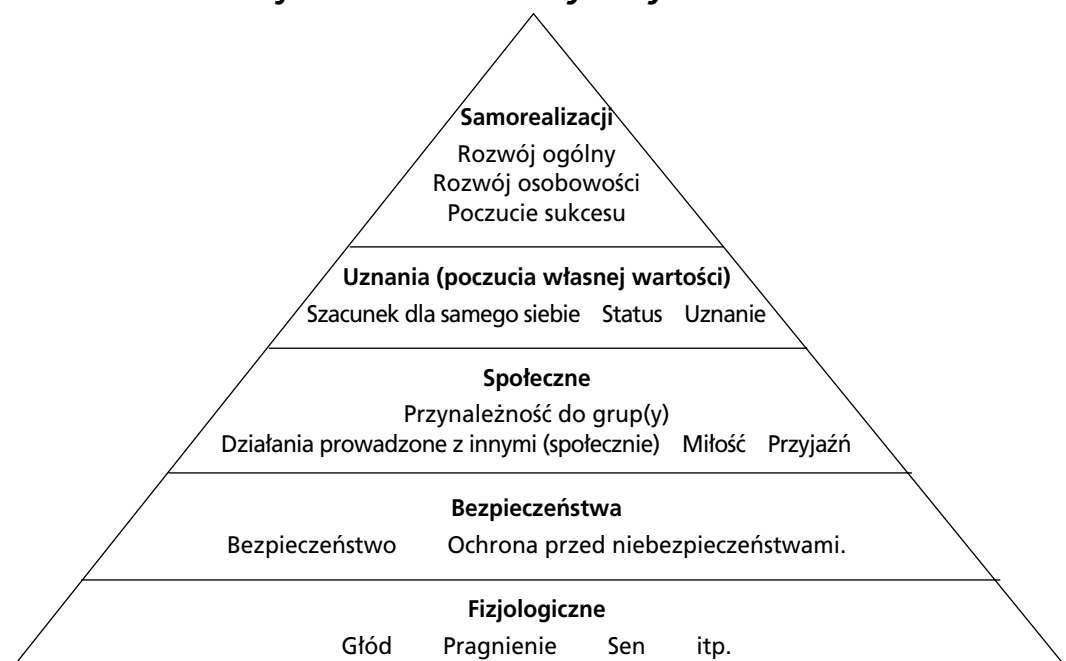 Samorealizacji
Rozwój ogólny
Rozwój osobowości
Poczucie sukcesu
Uznania (poczucia własnej wartości)
Szacunek dla samego siebie Status Uznanie
Społeczne
Przynależność do grup(y)
Działania prowadzone z innymi (społecznie) Miłość Przyjaźń
Bezpieczeństwa
Bezpieczeństwo Ochrona przed niebezpieczeństwami.
Fizjologiczne
Głód Pragnienie Sen itp.